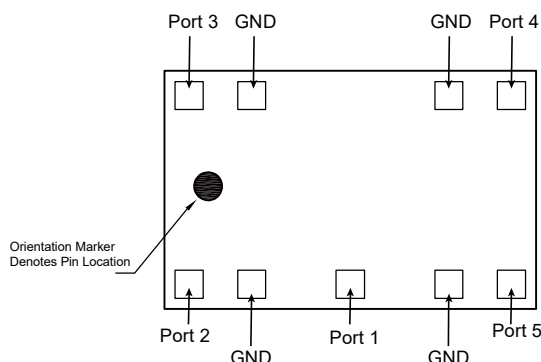 Port 3 GND GND Port 4
Orientation Marker
Denotes Pin Location
Port 2 GND Port 1 GND Port 5